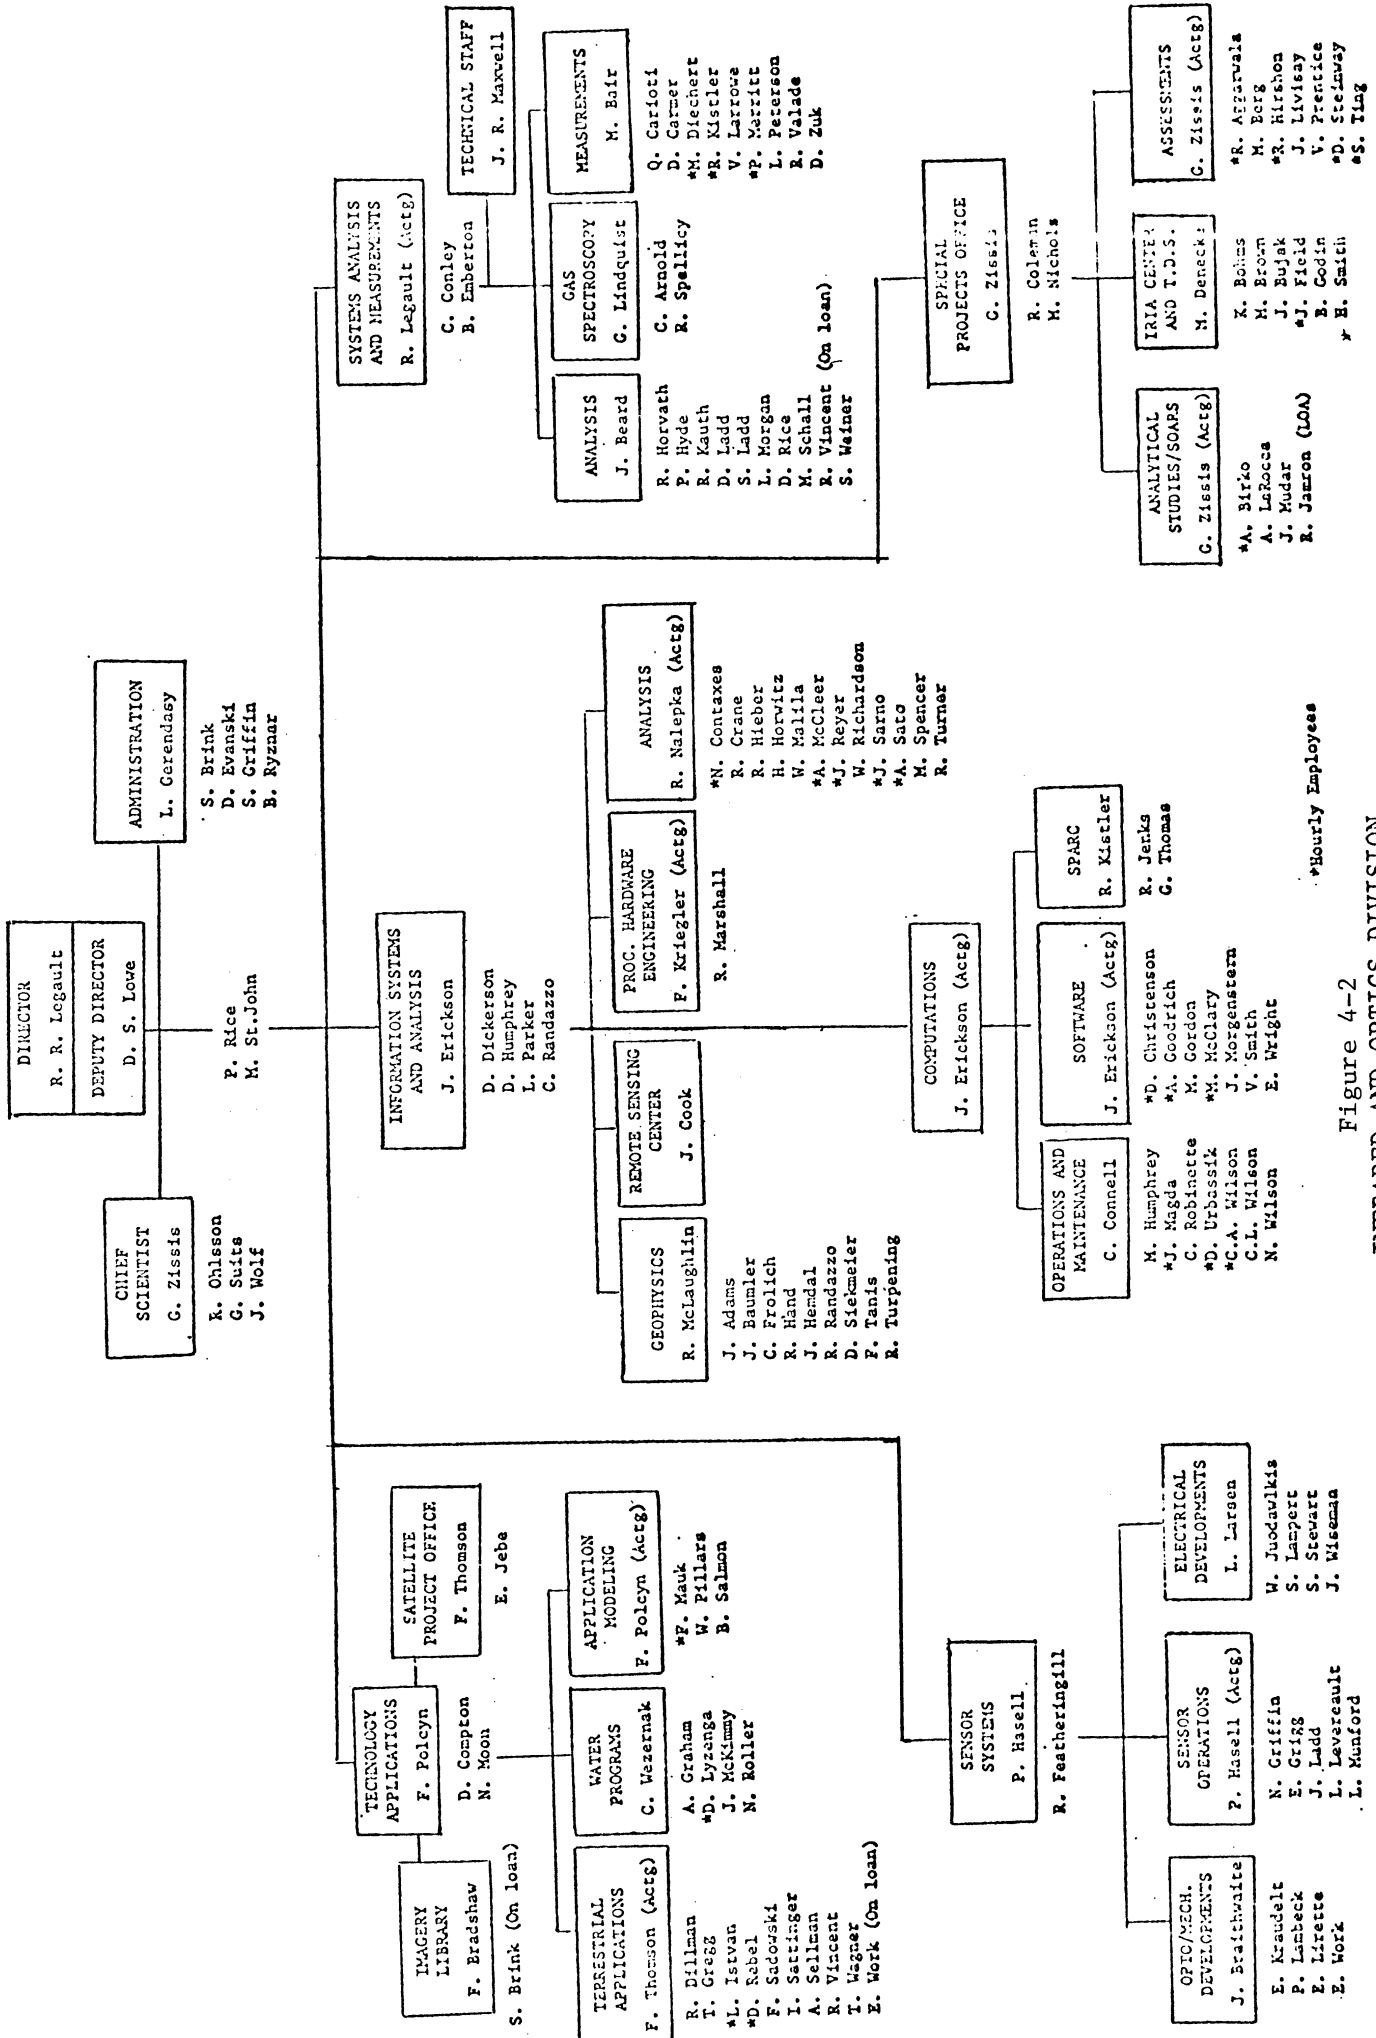 DIRECTOR
R. R. Legault
DEPUTY DIRECTOR
D. S. Lowe
CHIEF
SCIENTIST
G. Zissis
R. Ohlsson
G. Suits
J. Wolf
ADMINISTRATION
L. Gerendasy
S. Brink
D. Evanski
S. Griffin
B. Ryznar
P. Rice
M. St.John
TECHNOLOGY
APPLICATIONS
F. Polcyn
D. Compton
N. Moon
IMAGERY
LIBRARY
F. Bradshaw
S. Brink (On loan)
SATELLITE
PROJECT OFFICE
F. Thomson
E. Jebe
TERRESTRIAL
APPLICATIONS
F. Thomson (Actg)
R. Dillman
T. Gregg
*L. Istvan
*D. Rebel
F. Sadowski
I. Sattinger
A. Sellman
R. Vincent
T. Wagner
E. Work (On loan)
WATER
PROGRAMS
C. Wezernak
A. Graham
*D. Lyzenga
J. McKimmy
N. Roller
APPLICATION
MODELING
F. Polcyn (Actg)
*F. Mauk
W. Pillars
B. Salmon
INFORMATION SYSTEMS
AND ANALYSIS
J. Erickson
D. Dickerson
D. Humphrey
L. Parker
C. Randazzo
GEOPHYSICS
R. McLaughlin
J. Adams
J. Baumler
C. Frolich
R. Hand
J. Hemdal
R. Randazzo
D. Siekmeier
F. Tanis
R. Turpening
REMOTE SENSING
CENTER
J. Cook
PROC. HARDWARE
ENGINEERING
F. Kriegler (Actg)
R. Marshall
ANALYSIS
R. Nalepka (Actg)
*N. Contaxes
R. Crane
R. Hieber
H. Horwitz
W. Malila
*A. McCleer
*J. Reyer
W. Richardson
*J. Sarno
*A. Sato
M. Spencer
R. Turner
SYSTEMS ANALYSIS
AND MEASUREMENTS
R. Legault (Actg)
C. Conley
B. Emberton
TECHNICAL STAFF
J. R. Maxwell
ANALYSIS
J. Beard
R. Horvath
P. Hyde
R. Kauth
D. Ladd
S. Ladd
L. Morgan
D. Rice
M. Schall
R. Vincent (On loan)
S. Weiner
GAS
SPECTROSCOPY
G. Lindquist
C. Arnold
R. Spellicy
MEASUREMENTS
M. Bair
Q. Carioti
D. Carmer
*M. Diechert
*R. Kistler
V. Larrowe
*P. Merritt
L. Peterson
R. Valade
D. Zuk
SENSOR
SYSTEMS
P. Hasell
R. Featheringill
OPTO/MECH.
DEVELOPMENTS
J. Braithwaite
E. Kraudelt
P. Lambeck
E. Lirette
E. Work
SENSOR
OPERATIONS
P. Hasell (Actg)
N. Griffin
E. Grigg
J. Ladd
L. Levereault
L. Munford
ELECTRICAL
DEVELOPMENTS
L. Larsen
W. Juodawlkis
S. Lampert
S. Stewart
J. Wiseman
COMPUTATIONS
J. Erickson (Actg)
OPERATIONS AND
MAINTENANCE
C. Connell
M. Humphrey
*J. Magda
C. Robinette
*D. Urbassik
*C.A. Wilson
C.L. Wilson
N. Wilson
SOFTWARE
J. Erickson (Actg)
*D. Christenson
*A. Goodrich
M. Gordon
*M. McClary
J. Morgenstern
V. Smith
E. Wright
SPARC
R. Kistler
R. Jenks
G. Thomas
SPECIAL
PROJECTS OFFICE
G. Zissis
R. Coleman
M. Nichols
ANALYTICAL
STUDIES/SOAPS
G. Zissis (Actg)
*A. Birko
A. LaRocca
J. Mudar
R. Jamron (LOA)
IRIA CENTER
AND T.D.S.
M. Denecke
K. Bohms
M. Brown
J. Bujak
*J. Field
B. Godin
* H. Smith
ASSESSMENTS
G. Zissis (Actg)
*R. Aggarwala
M. Berg
*R. Hirshon
J. Livisay
V. Prentice
*D. Steinway
*S. Ting
*Hourly Employees
Figure 4-2
INFRARED AND OPTICS DIVISION